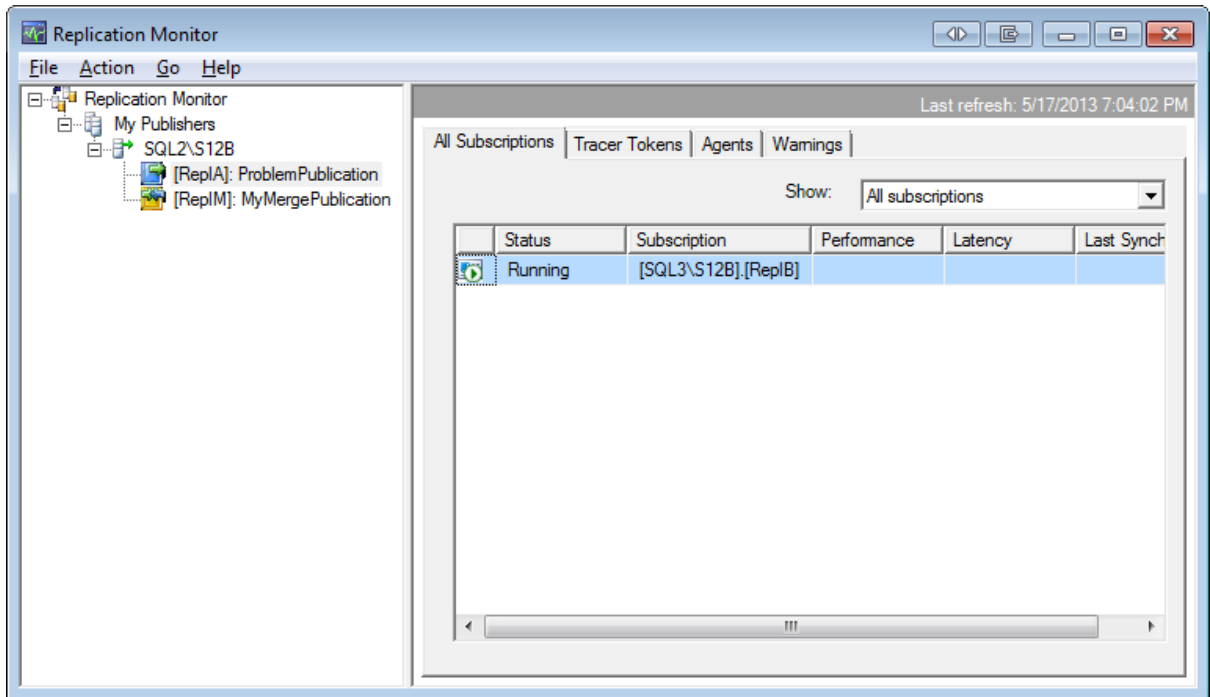 Replication Monitor
File Action Go Help
Replication Monitor
My Publishers
SQL2\S12B
[ReplA]: ProblemPublication
[ReplM]: MyMergePublication
Last refresh: 5/17/2013 7:04:02 PM
All Subscriptions Tracer Tokens Agents Warnings
Show: All subscriptions
Status Subscription Performance Latency Last Synch
Running [SQL3\S12B].[ReplB]